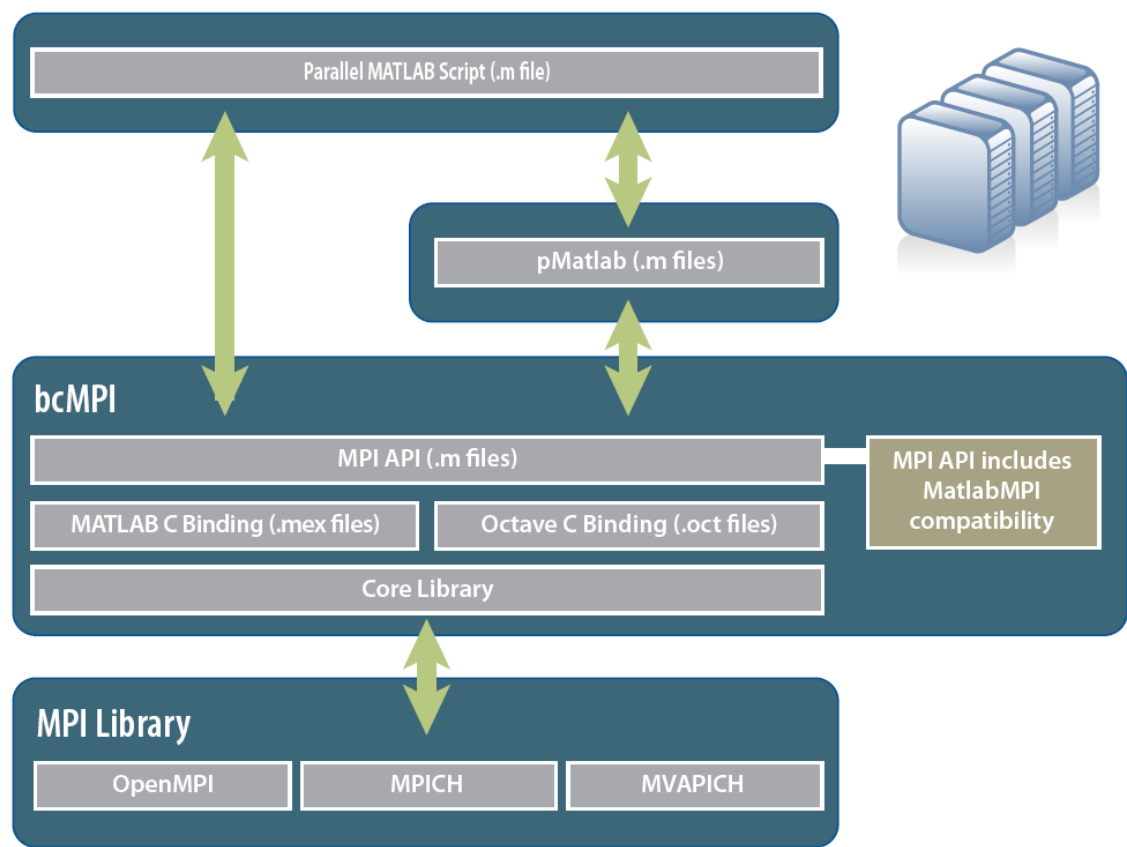 Parallel MATLAB Script (.m file)
pMatlab (.m files)
bcMPI
MPI API (.m files)
MPI API includes
MatlabMPI
compatibility
MATLAB C Binding (.mex files)
Octave C Binding (.oct files)
Core Library
MPI Library
OpenMPI
MPICH
MVAPICH